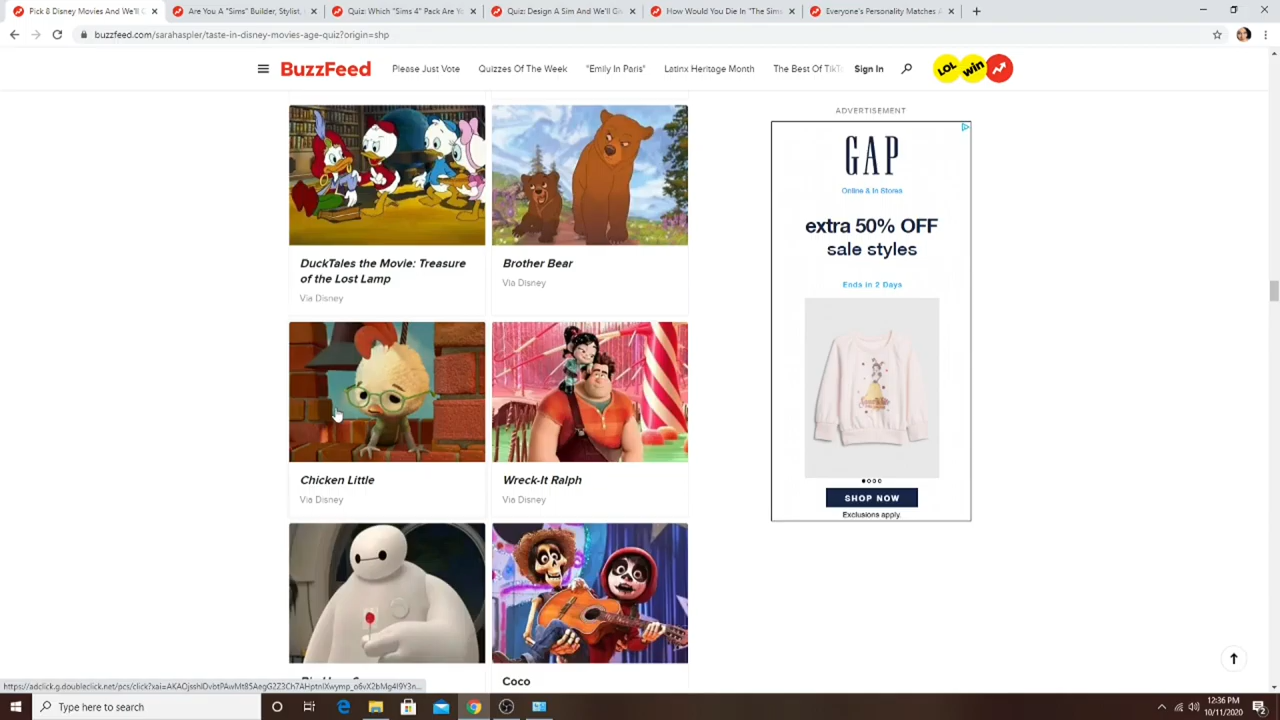 Pick 8 Disney Movies And We'll G
Are You A "Sims" Builder, Stylist,
Quiz: Which "Sims 4" Pack Are Yo
Quiz: Design A Sim And We'll Gi
How Would You Die In "The Sims
Everyone's Personality Matches A
buzzfeed.com/sarahaspler/taste-in-disney-movies-age-quiz?origin=shp
BuzzFeed
Please Just Vote
Quizzes Of The Week
"Emily In Paris"
Latinx Heritage Month
The Best Of TikTo
Sign In
LOL
win
DuckTales the Movie: Treasure
of the Lost Lamp
Via Disney
Brother Bear
Via Disney
Chicken Little
Via Disney
Wreck-It Ralph
Via Disney
Coco
ADVERTISEMENT
GAP
Online & In Stores
extra 50% OFF
sale styles
Ends in 2 Days
SHOP NOW
Exclusions apply.
Type here to search
12:36 PM
10/11/2020
2